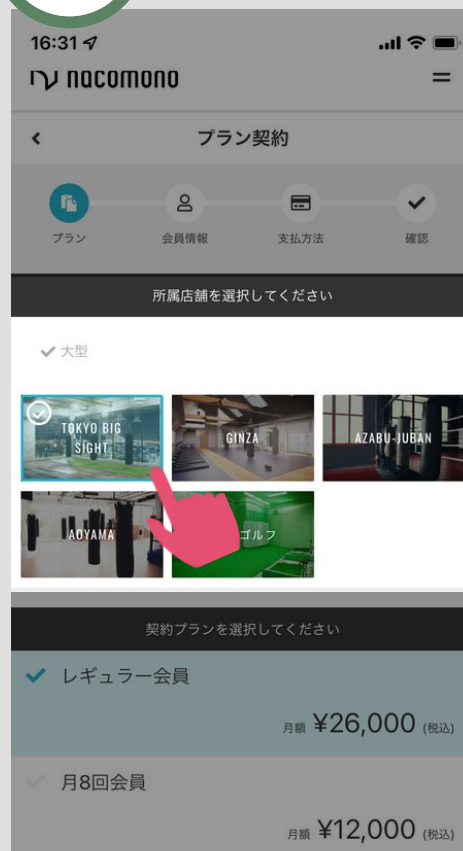 16:31
nacomono
プラン契約
プラン
会員情報
支払方法
確認
所属店舗を選択してください
大型
TOKYO BIG
SIGHT
GINZA
AZABU-JUBAN
AOYAMA
ゴルフ
契約プランを選択してください
レギュラー会員
月額 ¥26,000 (税込)
月8回会員
月額 ¥12,000 (税込)